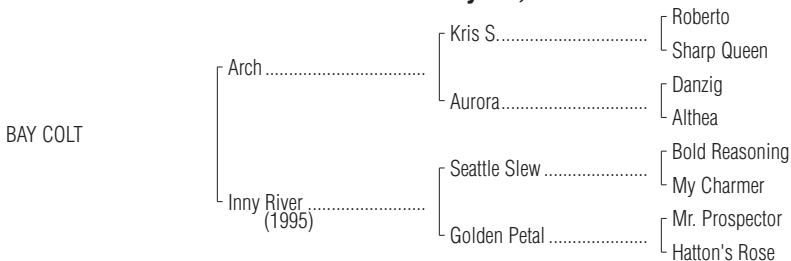 Roberto
Kris S.
Sharp Queen
Arch
Danzig
Aurora
Althea
BAY COLT
Bold Reasoning
Seattle Slew
My Charmer
Inny River
(1995)
Mr. Prospector
Golden Petal
Hatton's Rose